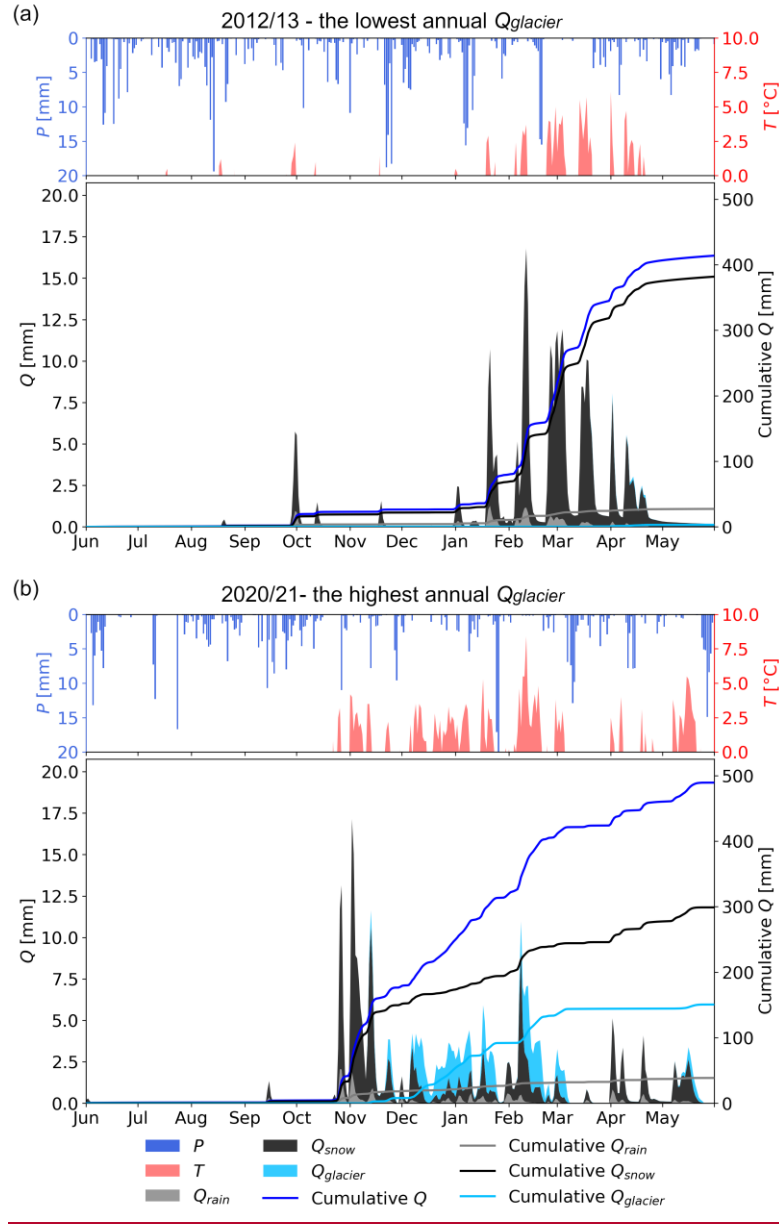 (a)
2012/13 - the lowest annual Qglacier
0 5 10 15 20
P [mm]
10.0 7.5 5.0 2.5 0.0
T [°C]
20.0 17.5 15.0 12.5 10.0 7.5 5.0 2.5 0.0
Q [mm]
500 400 300 200 100 0
Cumulative Q [mm]
Jun Jul Aug Sep Oct Nov Dec Jan Feb Mar Apr May
(b)
2020/21- the highest annual Qglacier
0 5 10 15 20
P [mm]
10.0 7.5 5.0 2.5 0.0
T [°C]
20.0 17.5 15.0 12.5 10.0 7.5 5.0 2.5 0.0
Q [mm]
500 400 300 200 100 0
Cumulative Q [mm]
Jun Jul Aug Sep Oct Nov Dec Jan Feb Mar Apr May
P Qsnow Cumulative Qrain
T Qglacier Cumulative Qsnow
Qrain Cumulative Q Cumulative Qglacier